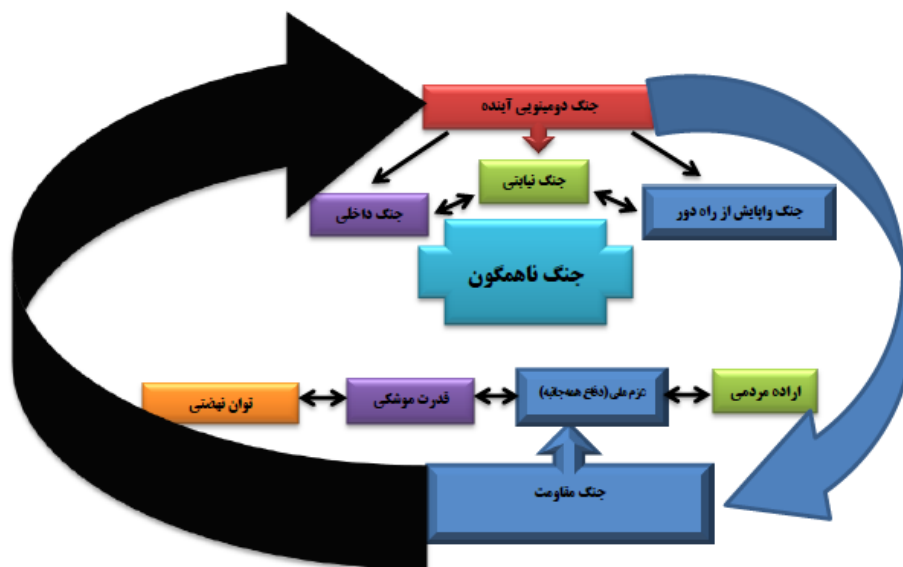 جنگ دومینویی آینده
جنگ نیابتی
جنگ واپایش از راه دور
جنگ داخلی
جنگ ناهمگون
اراده مردمی
عزم ملی(دفاع همه‌جانبه)
قدرت موشکی
توان نهضتی
جنگ مقاومت